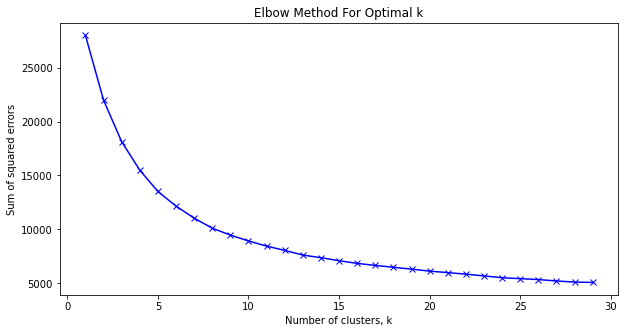 Elbow Method For Optimal k
25000
20000
15000
10000
5000
Sum of squared errors
0 5 10 15 20 25 30
Number of clusters, k